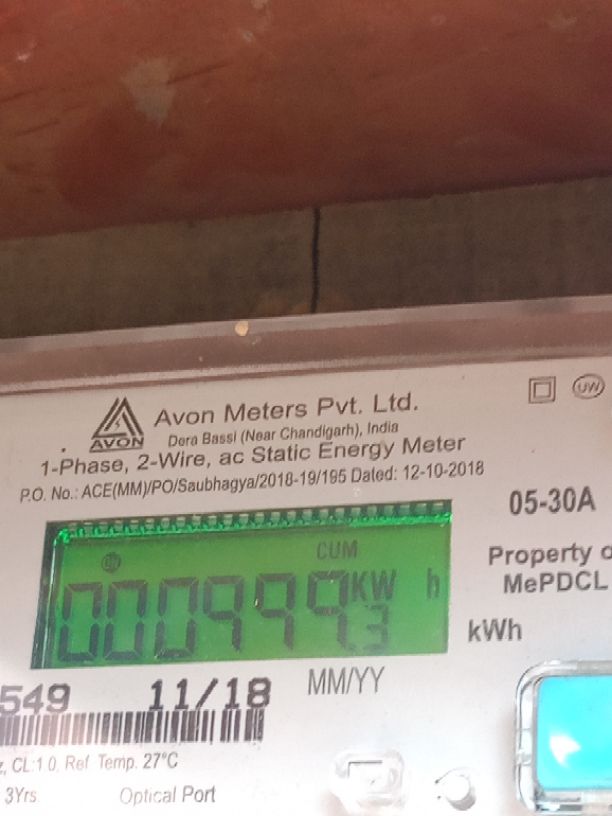 UW
Avon Meters Pvt. Ltd.
AVON
Dera Bassi (Near Chandigarh), India
1-Phase, 2-Wire, ac Static Energy Meter
P.O. No.: ACE(MM)/PO/Saubhagya/2018-19/195 Dated: 12-10-2018
05-30A
CUM
000999.3 KW h
Property o
MePDCL
kWh
549 11/18 MM/YY
z, CL:1.0, Ref. Temp. 27°C
3Yrs Optical Port